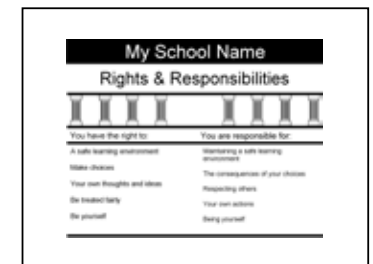 My School Name
Rights & Responsibilities
You have the right to:
A safe learning environment
Make choices
Your own thoughts and ideas
Be treated fairly
Be yourself
You are responsible for:
Maintaining a safe learning
environment
The consequences of your choices
Respecting others
Your own actions
Being yourself